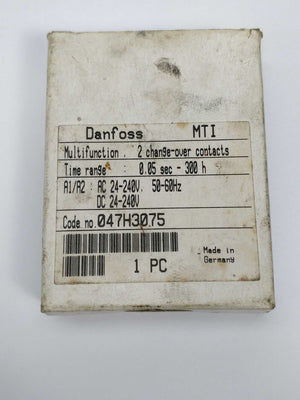 Danfoss MTI
Multifunction . 2 change-over contacts
Time range : 0.05 sec - 300 h
A1/A2 : AC 24-240V. 50-60Hz
DC 24-240V.
Code no. 047H3075
Made in
Germany
1 PC